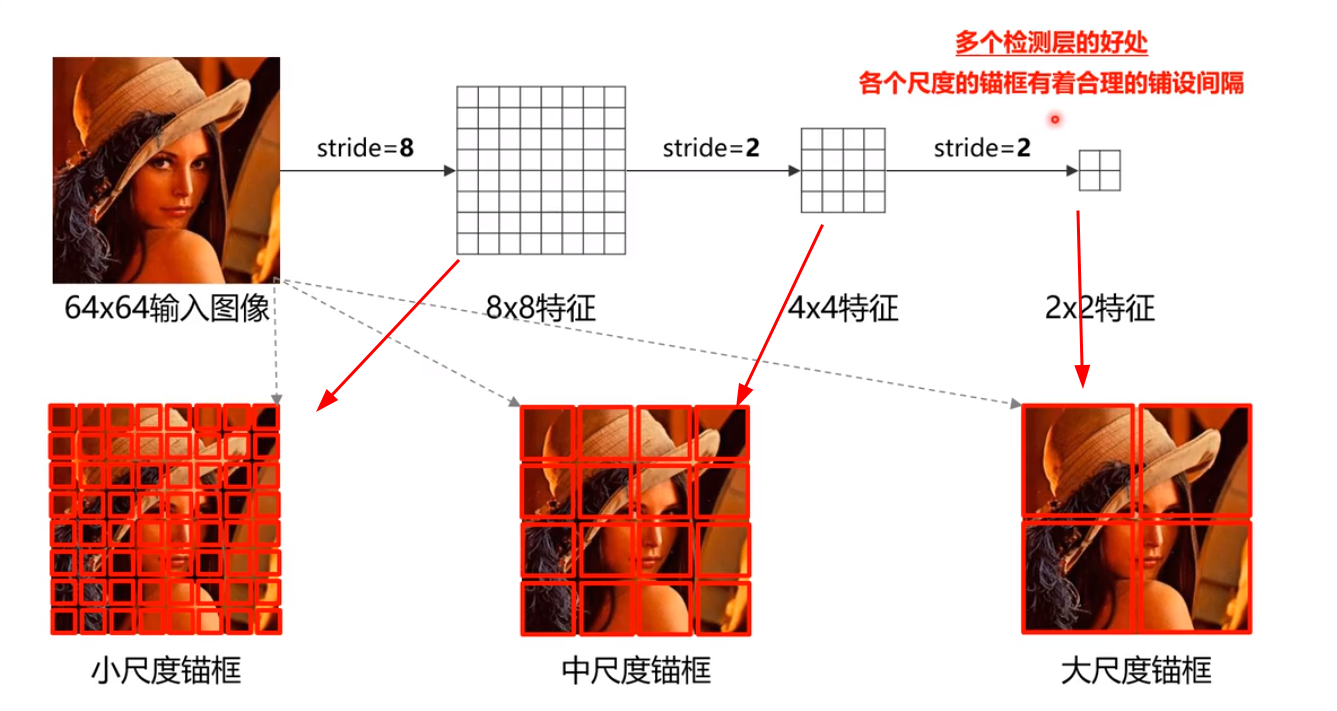 多个检测层的好处
各个尺度的锚框有着合理的铺设间隔
stride=8
stride=2
stride=2
64x64输入图像
8x8特征
4x4特征
2x2特征
小尺度锚框
中尺度锚框
大尺度锚框